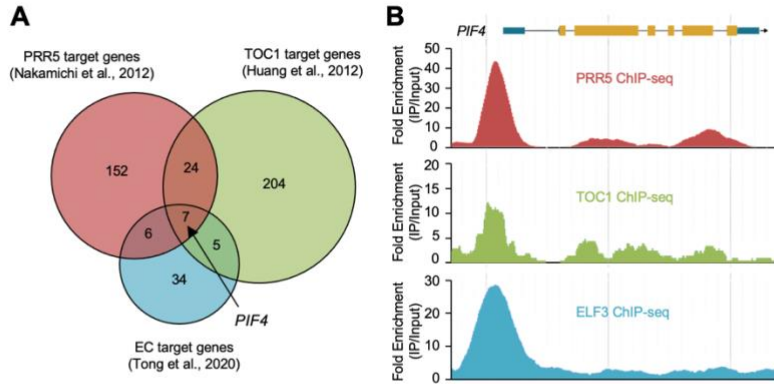 A
PRR5 target genes
(Nakamichi et al., 2012)
TOC1 target genes
(Huang et al., 2012)
152
24
204
7
6
5
34
PIF4
EC target genes
(Tong et al., 2020)
B
PIF4
Fold Enrichment
(IP/Input)
50
40
30
20
10
0
PRR5 ChIP-seq
Fold Enrichment
(IP/Input)
20
15
10
5
0
TOC1 ChIP-seq
Fold Enrichment
(IP/Input)
30
20
10
0
ELF3 ChIP-seq